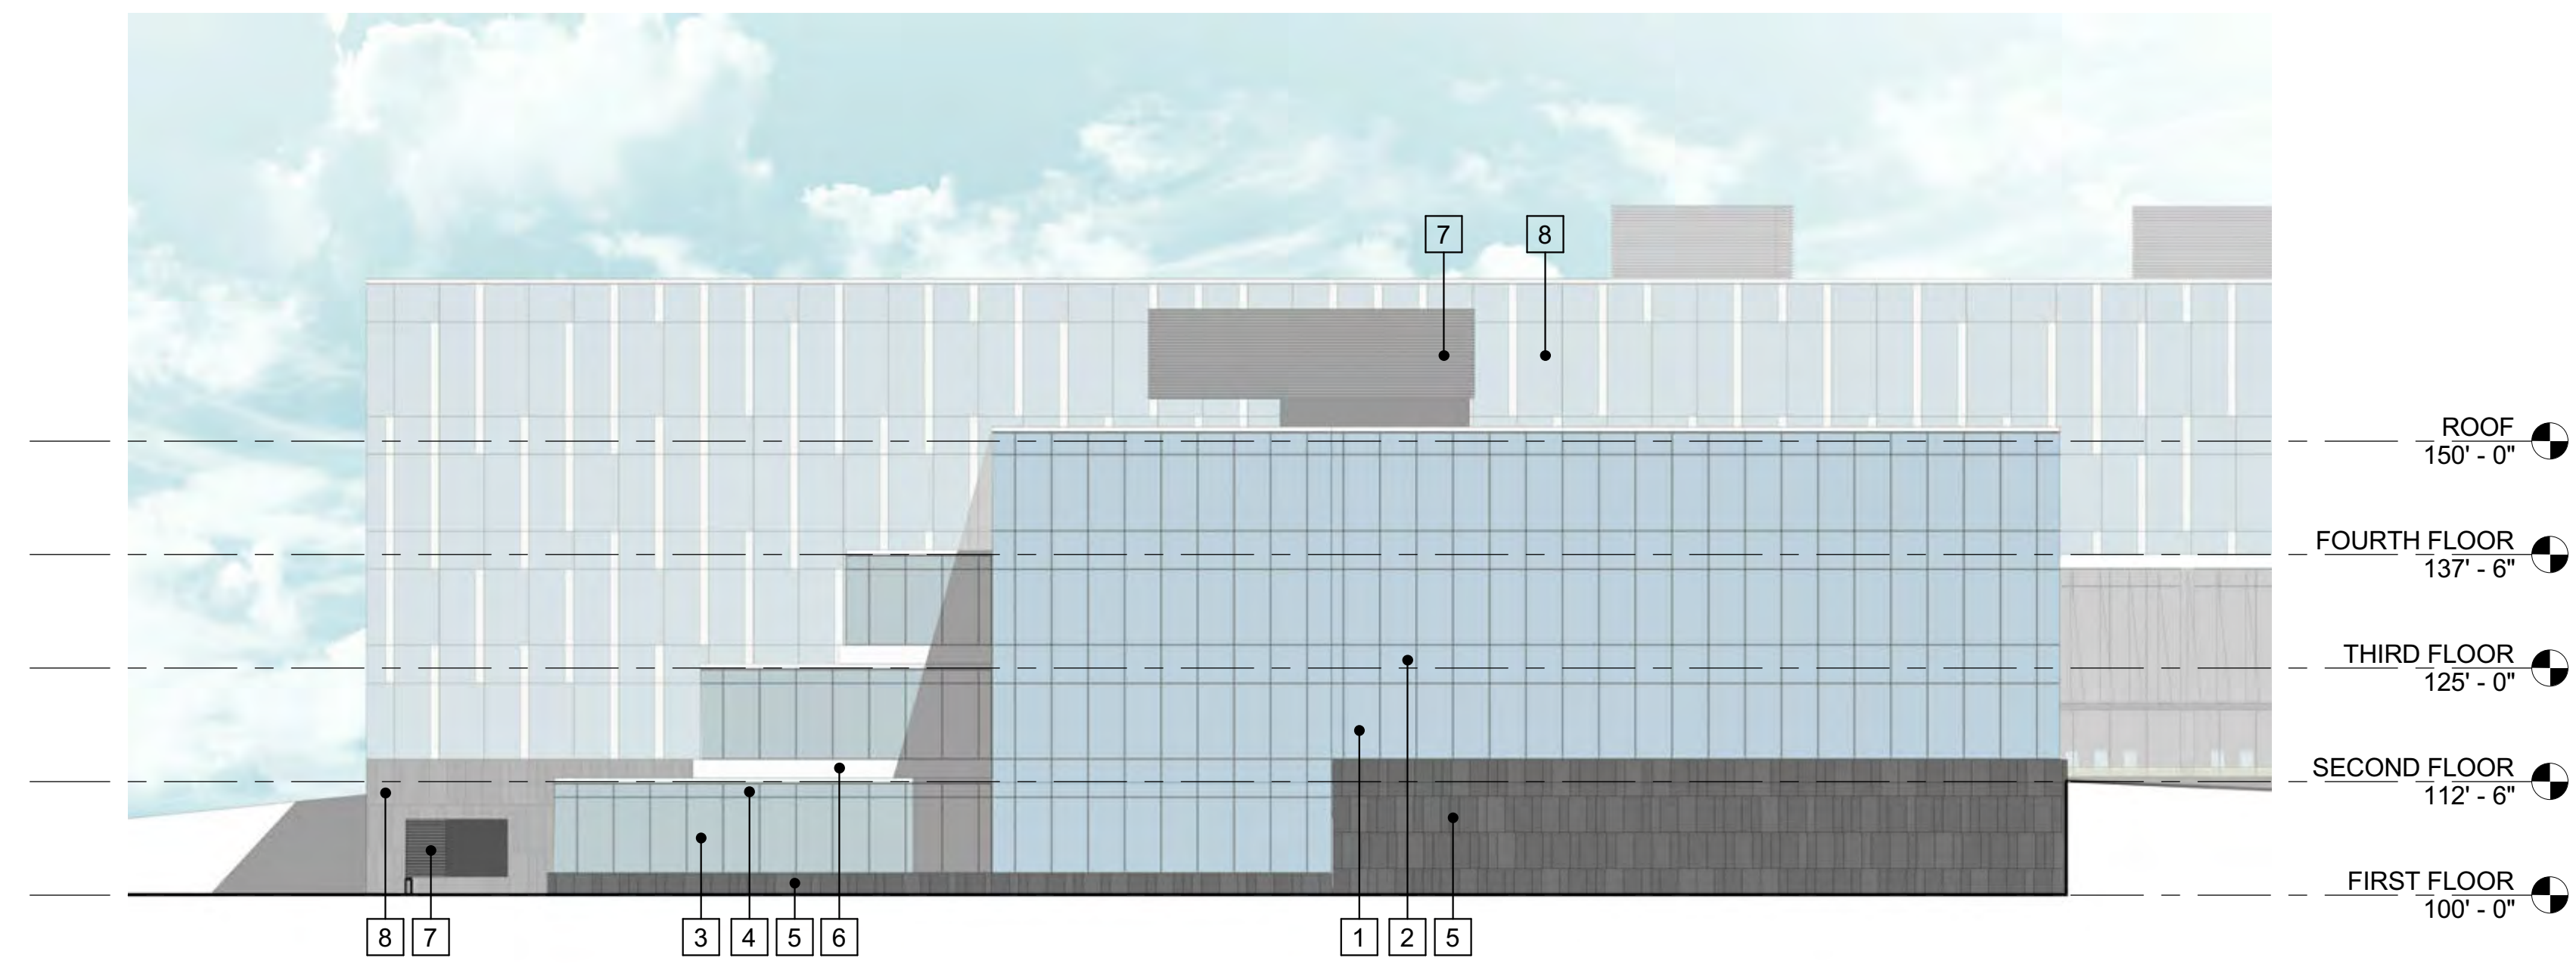 7 8
ROOF
150' - 0"
FOURTH FLOOR
137' - 6"
THIRD FLOOR
125' - 0"
SECOND FLOOR
112' - 6"
FIRST FLOOR
100' - 0"
8 7 3 4 5 6 1 2 5